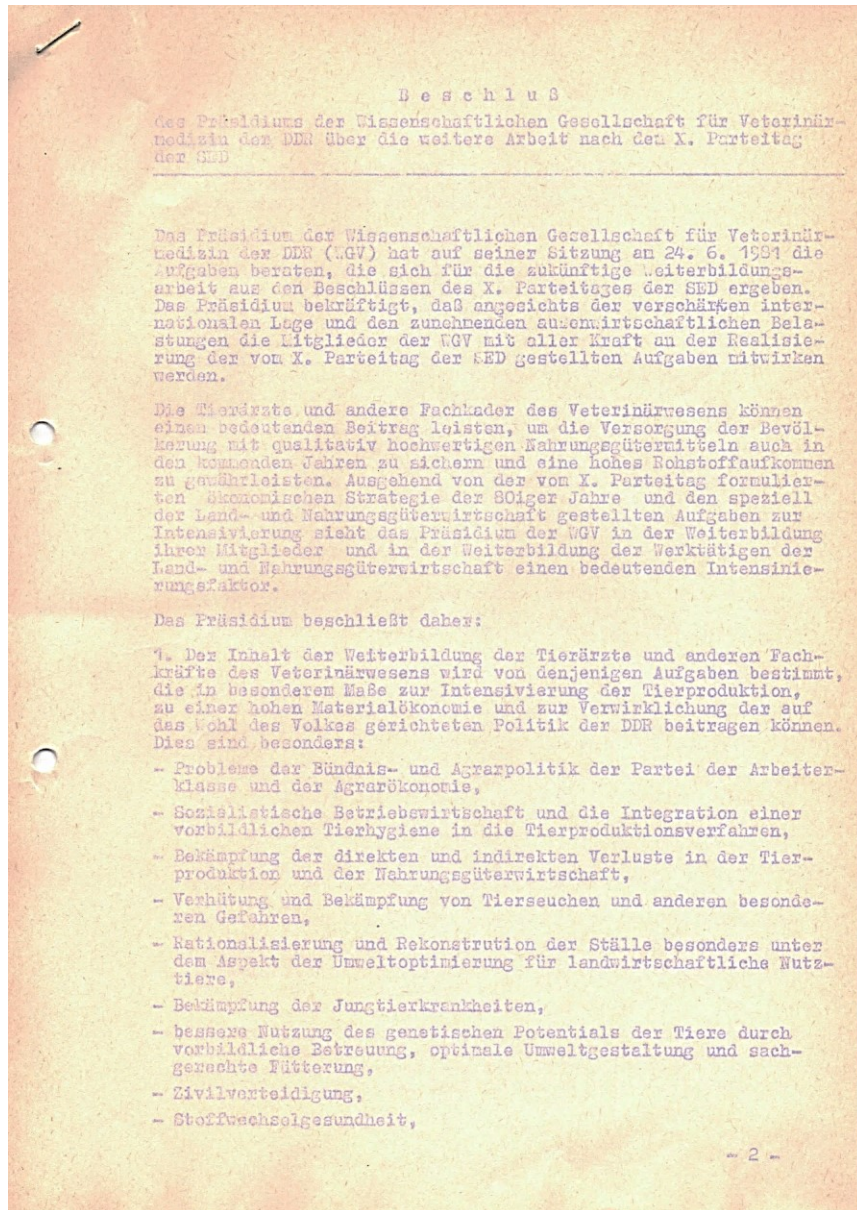 B e s c h l u ß
des Präsidiums der Wissenschaftlichen Gesellschaft für Veterinär-
medizin der DDR über die weitere Arbeit nach dem X. Parteitag
der SED
Das Präsidium der Wissenschaftlichen Gesellschaft für Veterinär-
medizin der DDR (WGV) hat auf seiner Sitzung am 24. 6. 1981 die
Aufgaben beraten, die sich für die zukünftige Weiterbildungs-
arbeit aus den Beschlüssen des X. Parteitages der SED ergeben.
Das Präsidium bekräftigt, daß angesichts der verschärften inter-
nationalen Lage und den zunehmenden außenwirtschaftlichen Bela-
stungen die Mitglieder der WGV mit aller Kraft an der Realisie-
rung der vom X. Parteitag der SED gestellten Aufgaben mitwirken
werden.
Die Tierärzte und andere Fachkader des Veterinärwesens können
einen bedeutenden Beitrag leisten, um die Versorgung der Bevöl-
kerung mit qualitativ hochwertigen Nahrungsgütermitteln auch in
den kommenden Jahren zu sichern und eine hohes Rohstoffaufkommen
zu gewährleisten. Ausgehend von der vom X. Parteitag formulier-
ten ökonomischen Strategie der 80iger Jahre und den speziell
der Land- und Nahrungsgüterwirtschaft gestellten Aufgaben zur
Intensivierung sieht das Präsidium der WGV in der Weiterbildung
ihrer Mitglieder und in der Weiterbildung der Werktätigen der
Land- und Nahrungsgüterwirtschaft einen bedeutenden Intensinie-
rungsfaktor.
Das Präsidium beschließt daher:
1. Der Inhalt der Weiterbildung der Tierärzte und anderen Fach-
kräfte des Veterinärwesens wird von denjenigen Aufgaben bestimmt,
die in besonderem Maße zur Intensivierung der Tierproduktion,
zu einer hohen Materialökonomie und zur Verwirklichung der auf
das Wohl des Volkes gerichteten Politik der DDR beitragen können.
Dies sind besonders:
- Probleme der Bündnis- und Agrarpolitik der Partei der Arbeiter-
klasse und der Agrarökonomie,
- Sozialistische Betriebswirtschaft und die Integration einer
vorbildlichen Tierhygiene in die Tierproduktionsverfahren,
- Bekämpfung der direkten und indirekten Verluste in der Tier-
produktion und der Nahrungsgüterwirtschaft,
- Verhütung und Bekämpfung von Tierseuchen und anderen besonde-
ren Gefahren,
- Rationalisierung und Rekonstrution der Ställe besonders unter
dem Aspekt der Umweltoptimierung für landwirtschaftliche Nutz-
tiere,
- Bekämpfung der Jungtierkrankheiten,
- bessere Nutzung des genetischen Potentials der Tiere durch
vorbildliche Betreuung, optimale Umweltgestaltung und sach-
gerechte Fütterung,
- Zivilverteidigung,
- Stoffwechselgesundheit,
- 2 -